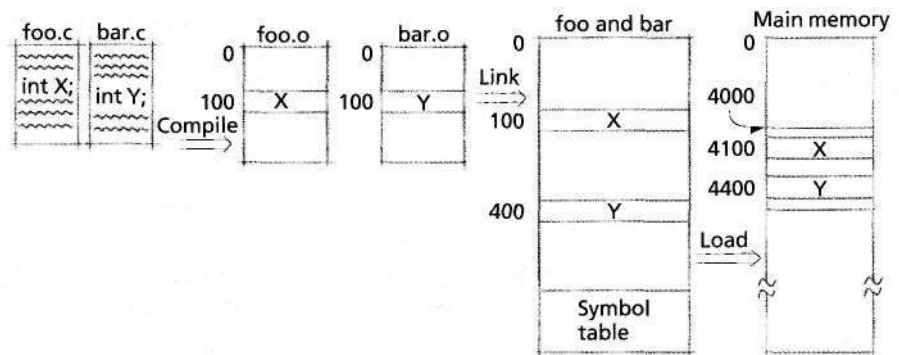 foo.c
bar.c
int X;
int Y;
Compile
foo.o
0
100
X
bar.o
0
100
Y
Link
foo and bar
0
100
X
400
Y
Symbol
table
Load
Main memory
0
4000
4100
X
4400
Y